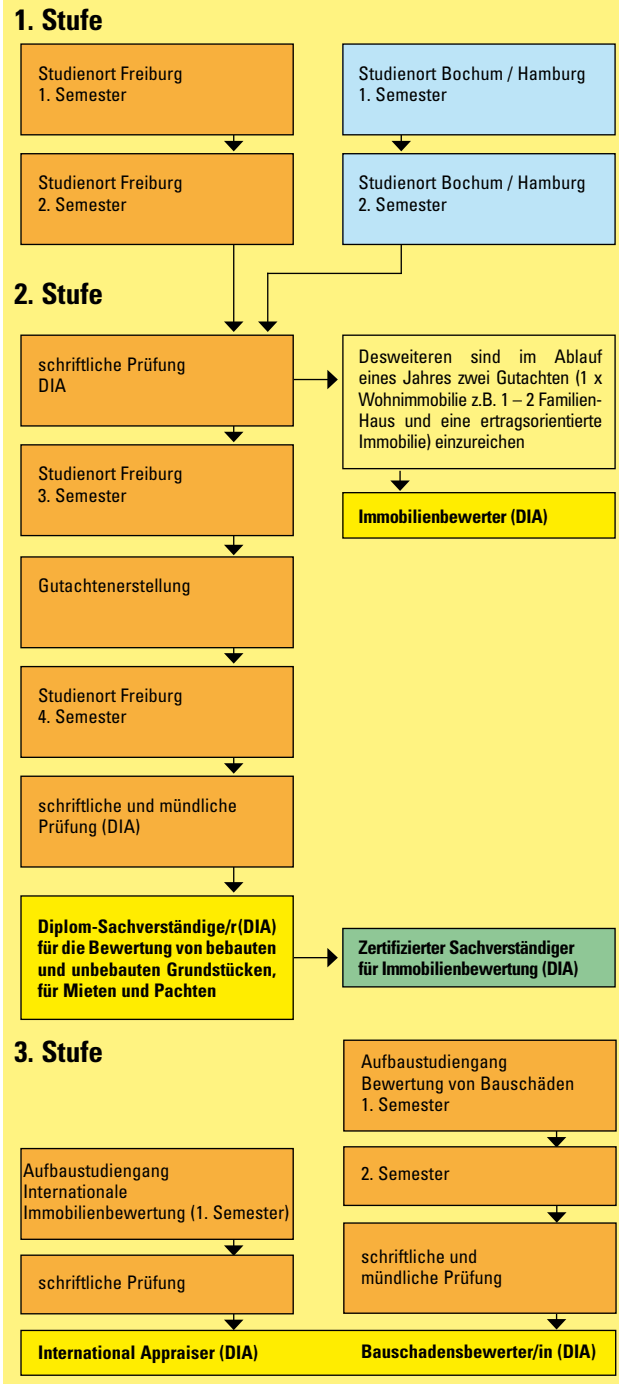 1. Stufe
Studienort Freiburg
1. Semester
Studienort Bochum / Hamburg
1. Semester
Studienort Freiburg
2. Semester
Studienort Bochum / Hamburg
2. Semester
2. Stufe
schriftliche Prüfung
DIA
Desweiteren sind im Ablauf
eines Jahres zwei Gutachten (1 x
Wohnimmobilie z.B. 1 – 2 Familien-
Haus und eine ertragsorientierte
Immobilie) einzureichen
Immobilienbewerter (DIA)
Studienort Freiburg
3. Semester
Gutachtenerstellung
Studienort Freiburg
4. Semester
schriftliche und mündliche
Prüfung (DIA)
Diplom-Sachverständige/r(DIA)
für die Bewertung von bebauten
und unbebauten Grundstücken,
für Mieten und Pachten
Zertifizierter Sachverständiger
für Immobilienbewertung (DIA)
3. Stufe
Aufbaustudiengang
Internationale
Immobilienbewertung (1. Semester)
schriftliche Prüfung
International Appraiser (DIA)
Aufbaustudiengang
Bewertung von Bauschäden
1. Semester
2. Semester
schriftliche und
mündliche Prüfung
Bauschadensbewerter/in (DIA)